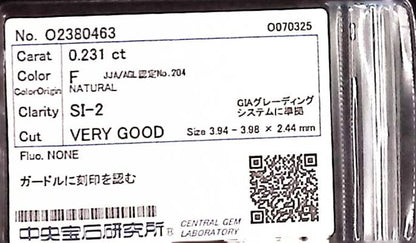 No. O2380463 O070325
Carat 0.231 ct
Color F JJA/AGL認定No.204
ColorOrigin NATURAL
Clarity SI-2 GIAグレーディング
システムに準拠
Cut VERY GOOD Size 3.94 - 3.98 × 2.44 mm
Fluo. NONE
ガードルに刻印を認む
中央宝石研究所® CENTRAL GEM
LABORATORY